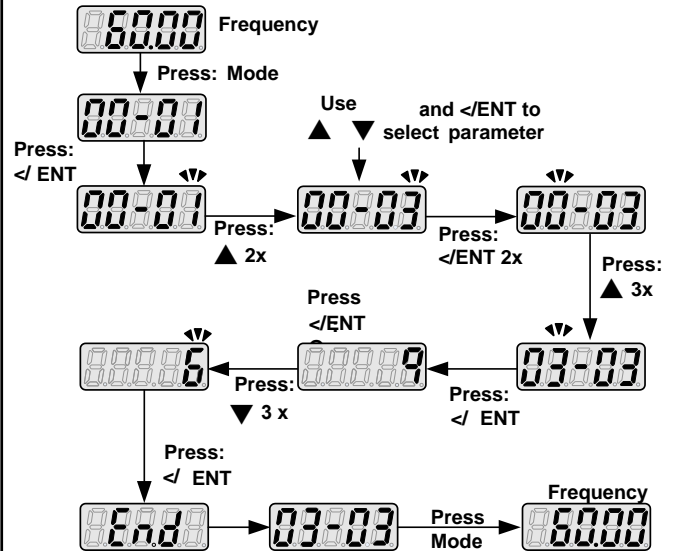 60.00 Frequency
Press: Mode
00-01
Press:
</ ENT
00-01
Press:
▲ 2x
Use
▲ ▼
and </ENT to
select parameter
00-03
Press:
</ENT 2x
00-03
Press:
▲ 3x
03-03
Press:
</ ENT
Press
</ENT
9
Press:
▼ 3 x
6
Press:
</ ENT
End
03-03
Press
Mode
Frequency
60.00